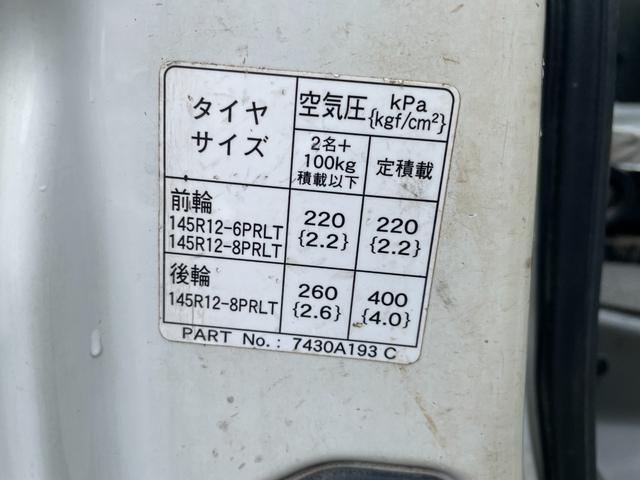 タイヤ
サイズ
空気圧 kPa
{kgf/cm²}
2名+
100kg
積載以下
定積載
前輪
145R12-6PRLT
145R12-8PRLT
220
{2.2}
220
{2.2}
後輪
145R12-8PRLT
260
{2.6}
400
{4.0}
PART No.: 7430A193 C